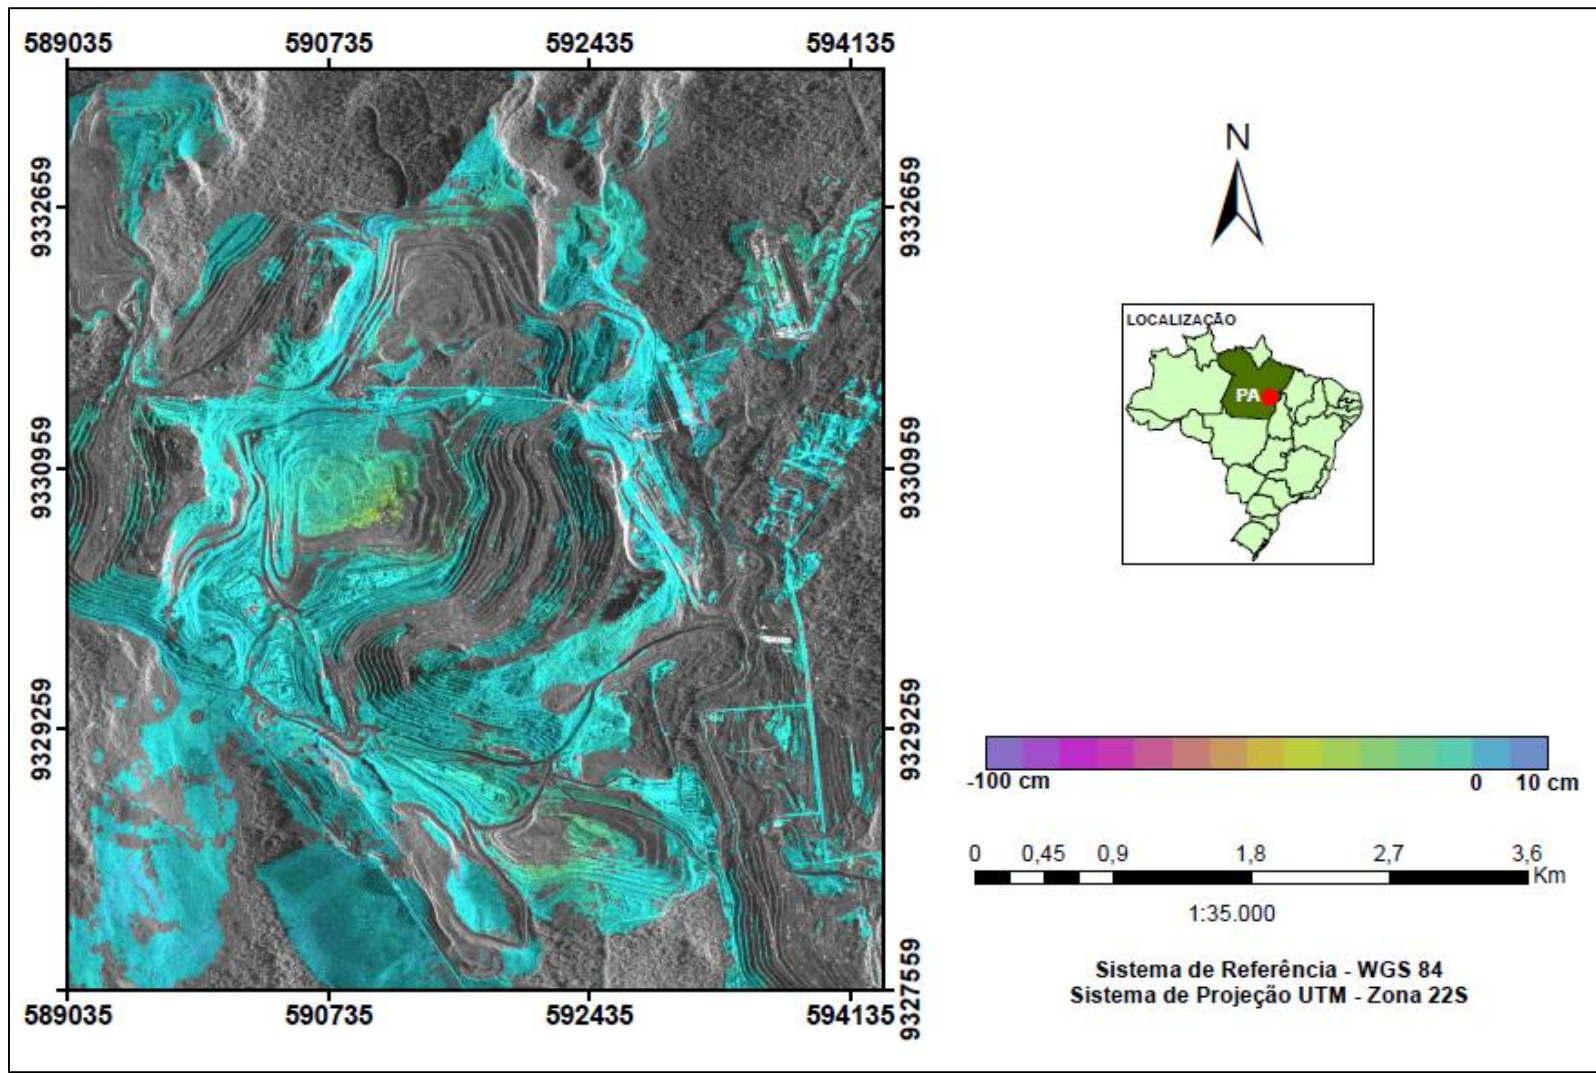 589035 590735 592435 594135
9332659 9332659
9330959 9330959
9329259 9329259
9327559
589035 590735 592435 594135
N
LOCALIZAÇÃO
PA
-100 cm 0 10 cm
0 0,45 0,9 1,8 2,7 3,6
Km
1:35.000
Sistema de Referência - WGS 84
Sistema de Projeção UTM - Zona 22S